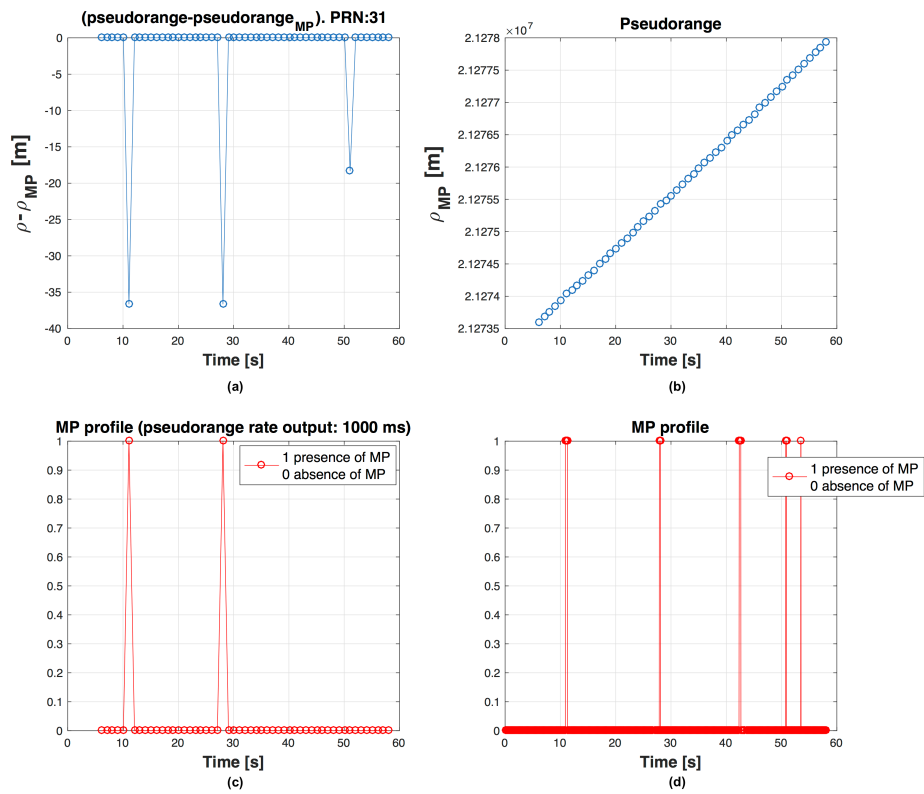 (pseudorange-pseudorange_MP). PRN:31
0
-5
-10
-15
-20
-25
-30
-35
-40
ρ - ρ_MP [m]
0 10 20 30 40 50 60
Time [s]
(a)
Pseudorange
×10^7
2.1278
2.12775
2.1277
2.12765
2.1276
2.12755
2.1275
2.12745
2.1274
2.12735
ρ_MP [m]
0 10 20 30 40 50 60
Time [s]
(b)
MP profile (pseudorange rate output: 1000 ms)
1 presence of MP
0 absence of MP
1
0.9
0.8
0.7
0.6
0.5
0.4
0.3
0.2
0.1
0
0 10 20 30 40 50 60
Time [s]
(c)
MP profile
1 presence of MP
0 absence of MP
1
0.9
0.8
0.7
0.6
0.5
0.4
0.3
0.2
0.1
0
0 10 20 30 40 50 60
Time [s]
(d)